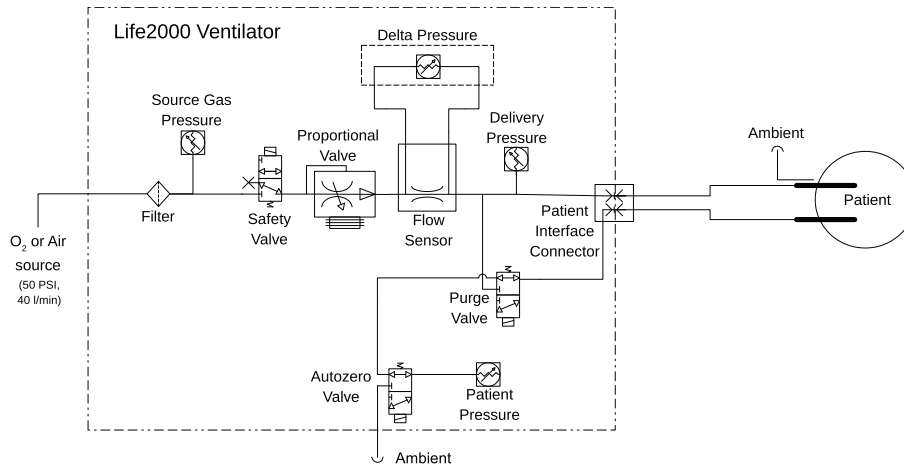 Life2000 Ventilator
Delta Pressure
Source Gas
Pressure
Proportional
Valve
Delivery
Pressure
Ambient
Filter
Safety
Valve
Flow
Sensor
Patient
Interface
Connector
Patient
O2 or Air
source
(50 PSI,
40 l/min)
Purge
Valve
Autozero
Valve
Patient
Pressure
Ambient